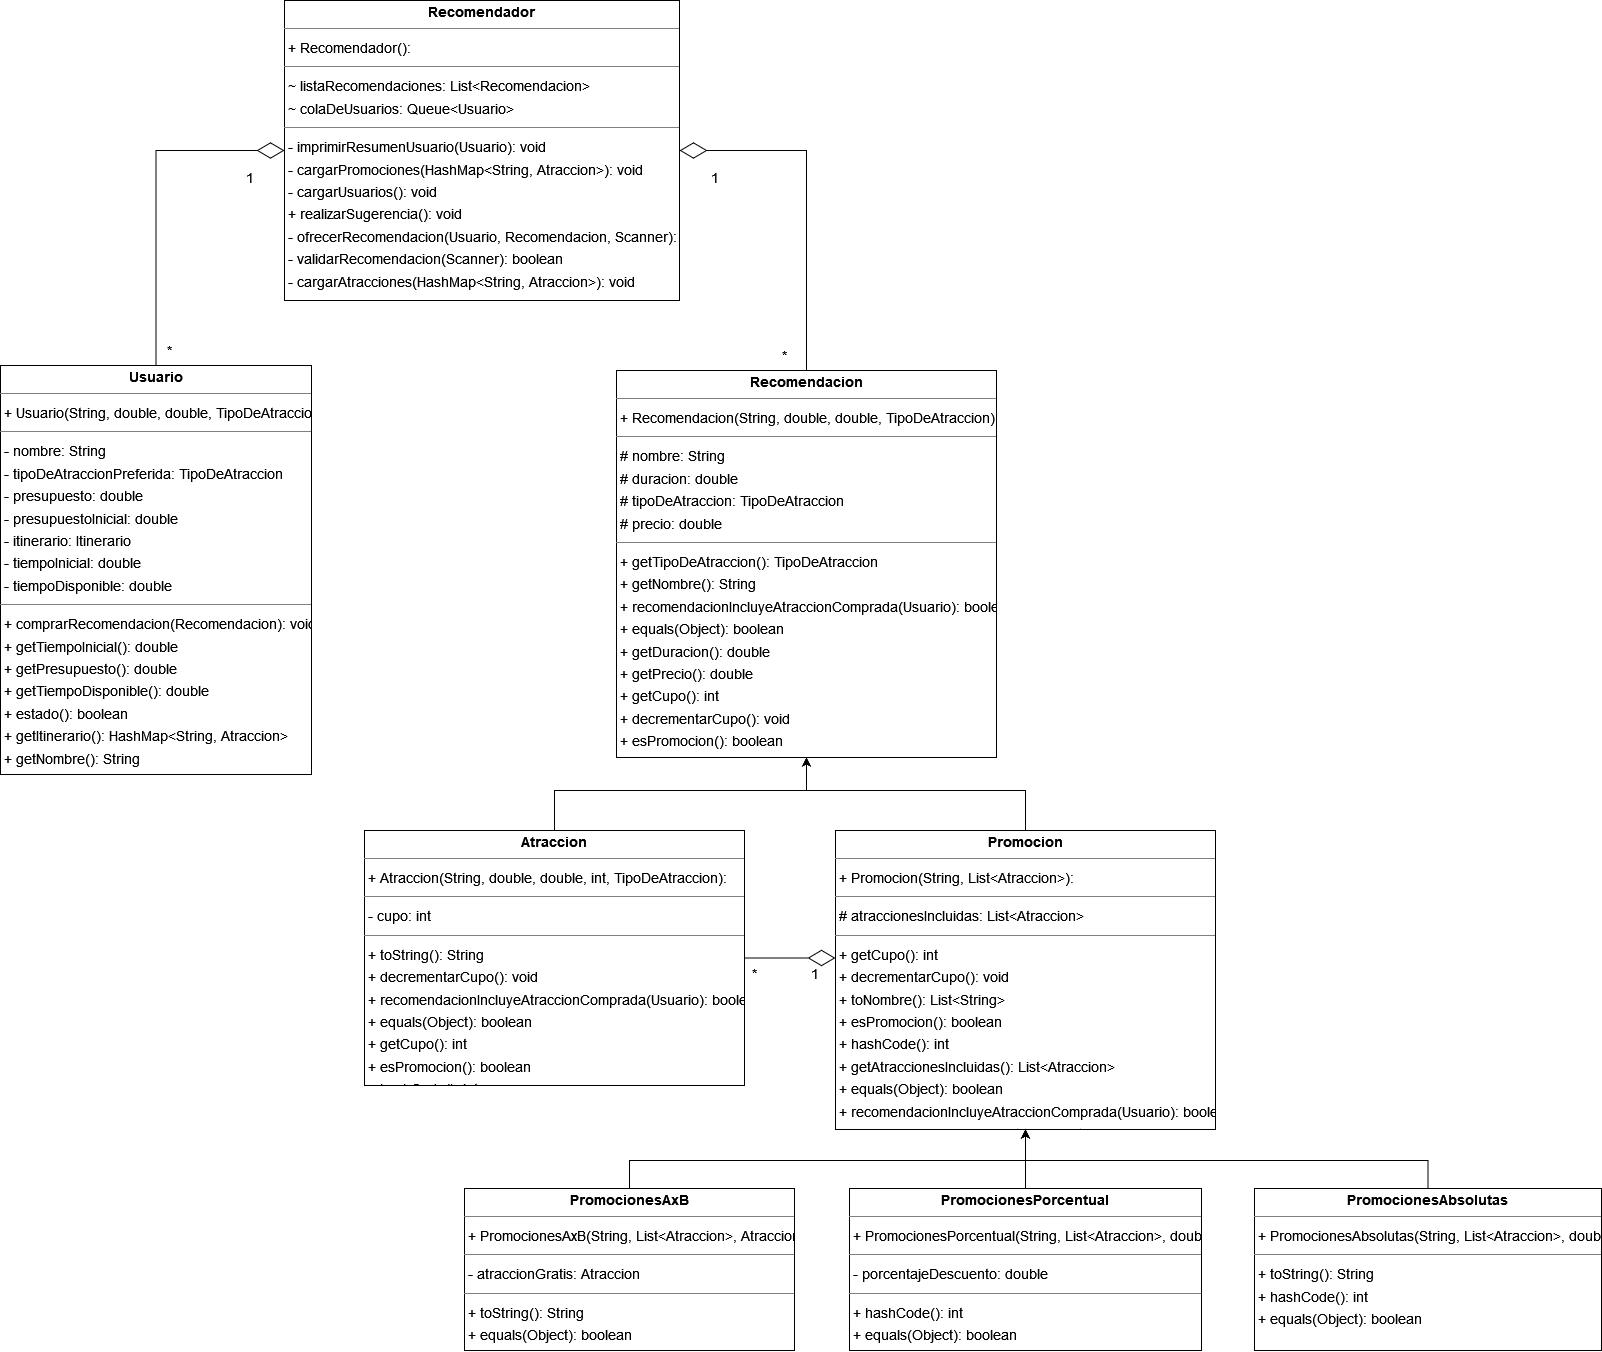 Recomendador
+ Recomendador():
~ listaRecomendaciones: List<Recomendacion>
~ colaDeUsuarios: Queue<Usuario>
- imprimirResumenUsuario(Usuario): void
- cargarPromociones(HashMap<String, Atraccion>): void
- cargarUsuarios(): void
+ realizarSugerencia(): void
- ofrecerRecomendacion(Usuario, Recomendacion, Scanner):
- validarRecomendacion(Scanner): boolean
- cargarAtracciones(HashMap<String, Atraccion>): void
1
1
*
*
Usuario
+ Usuario(String, double, double, TipoDeAtraccio
- nombre: String
- tipoDeAtraccionPreferida: TipoDeAtraccion
- presupuesto: double
- presupuestoInicial: double
- itinerario: Itinerario
- tiempoInicial: double
- tiempoDisponible: double
+ comprarRecomendacion(Recomendacion): void
+ getTiempoInicial(): double
+ getPresupuesto(): double
+ getTiempoDisponible(): double
+ estado(): boolean
+ getItinerario(): HashMap<String, Atraccion>
+ getNombre(): String
Recomendacion
+ Recomendacion(String, double, double, TipoDeAtraccion)
# nombre: String
# duracion: double
# tipoDeAtraccion: TipoDeAtraccion
# precio: double
+ getTipoDeAtraccion(): TipoDeAtraccion
+ getNombre(): String
+ recomendacionIncluyeAtraccionComprada(Usuario): boole
+ equals(Object): boolean
+ getDuracion(): double
+ getPrecio(): double
+ getCupo(): int
+ decrementarCupo(): void
+ esPromocion(): boolean
Atraccion
+ Atraccion(String, double, double, int, TipoDeAtraccion):
- cupo: int
+ toString(): String
+ decrementarCupo(): void
+ recomendacionIncluyeAtraccionComprada(Usuario): boole
+ equals(Object): boolean
+ getCupo(): int
+ esPromocion(): boolean
*
1
Promocion
+ Promocion(String, List<Atraccion>):
# atraccionesIncluidas: List<Atraccion>
+ getCupo(): int
+ decrementarCupo(): void
+ toNombre(): List<String>
+ esPromocion(): boolean
+ hashCode(): int
+ getAtraccionesIncluidas(): List<Atraccion>
+ equals(Object): boolean
+ recomendacionIncluyeAtraccionComprada(Usuario): boole
PromocionesAxB
+ PromocionesAxB(String, List<Atraccion>, Atraccion
- atraccionGratis: Atraccion
+ toString(): String
+ equals(Object): boolean
PromocionesPorcentual
+ PromocionesPorcentual(String, List<Atraccion>, doub
- porcentajeDescuento: double
+ hashCode(): int
+ equals(Object): boolean
PromocionesAbsolutas
+ PromocionesAbsolutas(String, List<Atraccion>, doub
+ toString(): String
+ hashCode(): int
+ equals(Object): boolean